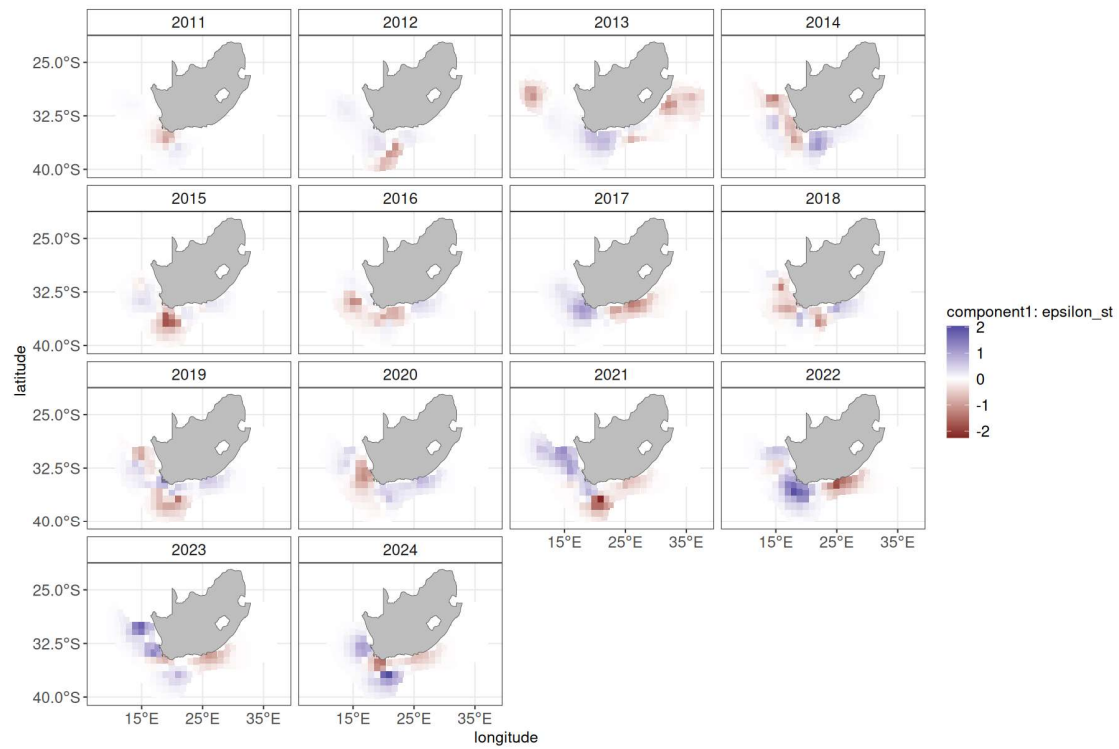 2011 2012 2013 2014
25.0°S
32.5°S
40.0°S
2015 2016 2017 2018
25.0°S
32.5°S
40.0°S
2019 2020 2021 2022
25.0°S
32.5°S
40.0°S
15°E 25°E 35°E 15°E 25°E 35°E
2023 2024
25.0°S
32.5°S
40.0°S
15°E 25°E 35°E 15°E 25°E 35°E
longitude
latitude
component1: epsilon_st
2
1
0
-1
-2